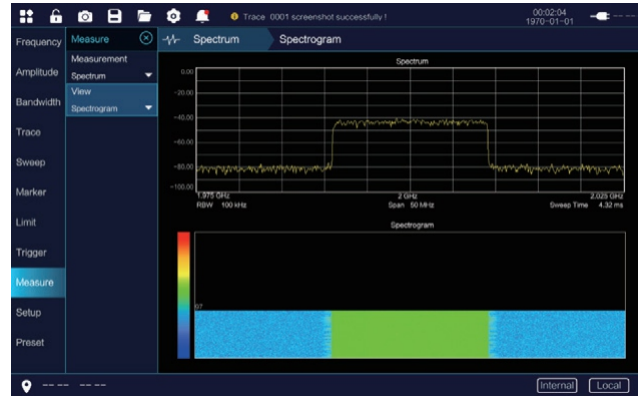 Trace 0001 screenshot successfully !
00:02:04
1970-01-01
-- --
Frequency
Amplitude
Bandwidth
Trace
Sweep
Marker
Limit
Trigger
Measure
Setup
Preset
Measure
Measurement
Spectrum
View
Spectrogram
Spectrum
Spectrogram
Spectrum
0.00
-20.00
-40.00
-60.00
-80.00
-100.00
1.975 GHz
2 GHz
2.025 GHz
RBW 100 kHz
Span 50 MHz
Sweep Time 4.32 ms
Spectrogram
97
-- -- -- --
Internal
Local